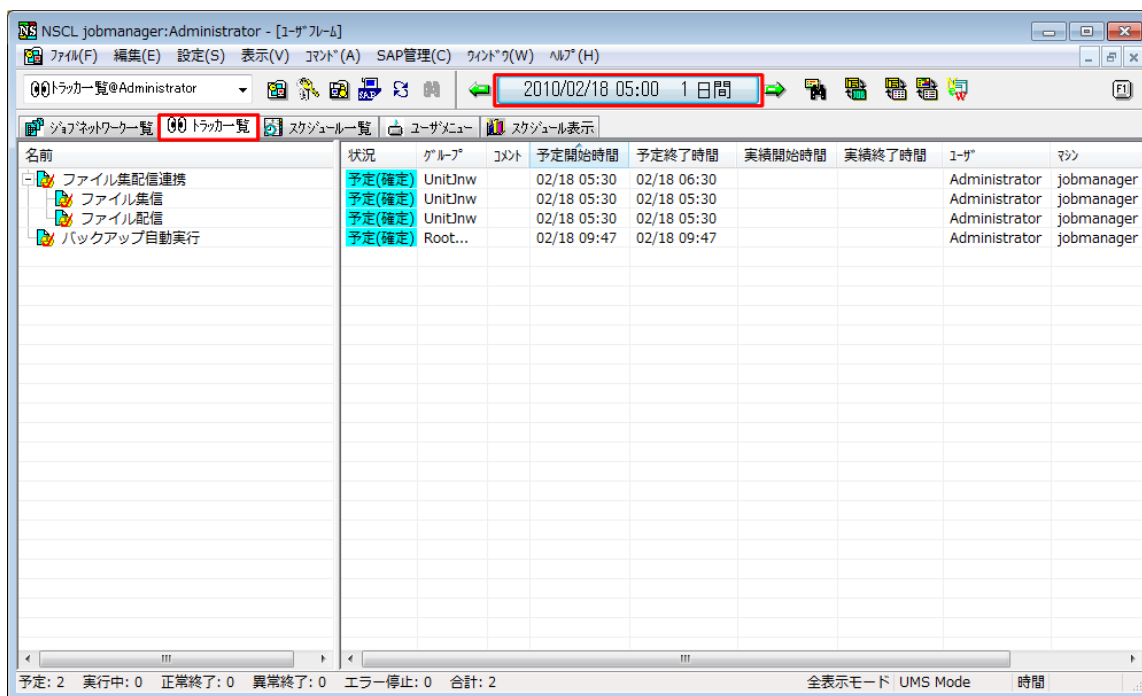 NSCL jobmanager:Administrator - [ﾕｰｻﾞﾌﾚｰﾑ]
ﾌｧｲﾙ(F) 編集(E) 設定(S) 表示(V) ｺﾏﾝﾄﾞ(A) SAP管理(C) ｳｨﾝﾄﾞｳ(W) ﾍﾙﾌﾟ(H)
ﾄﾗｯｶ一覧@Administrator SAP 2010/02/18 05:00 1 日間 F1
ｼﾞｮﾌﾞﾈｯﾄﾜｰｸ一覧 ﾄﾗｯｶ一覧 ｽｹｼﾞｭｰﾙ一覧 ﾕｰｻﾞﾒﾆｭｰ ｽｹｼﾞｭｰﾙ表示
名前 状況 ｸﾞﾙｰﾌﾟ ｺﾒﾝﾄ 予定開始時間 予定終了時間 実績開始時間 実績終了時間 ﾕｰｻﾞ ﾏｼﾝ
ファイル集配信連携 予定(確定) UnitJnw 02/18 05:30 02/18 06:30 Administrator jobmanager
ファイル集信 予定(確定) UnitJnw 02/18 05:30 02/18 05:30 Administrator jobmanager
ファイル配信 予定(確定) UnitJnw 02/18 05:30 02/18 05:30 Administrator jobmanager
バックアップ自動実行 予定(確定) Root... 02/18 09:47 02/18 09:47 Administrator jobmanager
予定: 2 実行中: 0 正常終了: 0 異常終了: 0 エラー停止: 0 合計: 2 全表示モード UMS Mode 時間